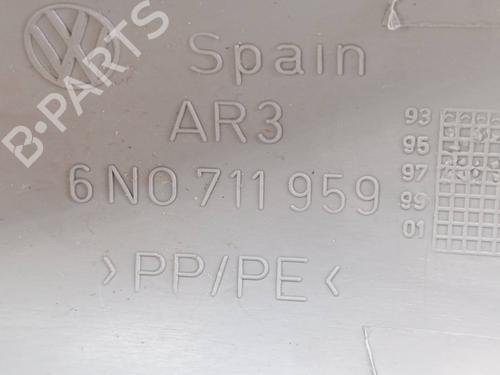 Spain
AR3
6N0 711 959
>PP/PE<
93
95
97
99
01
B-PARTS